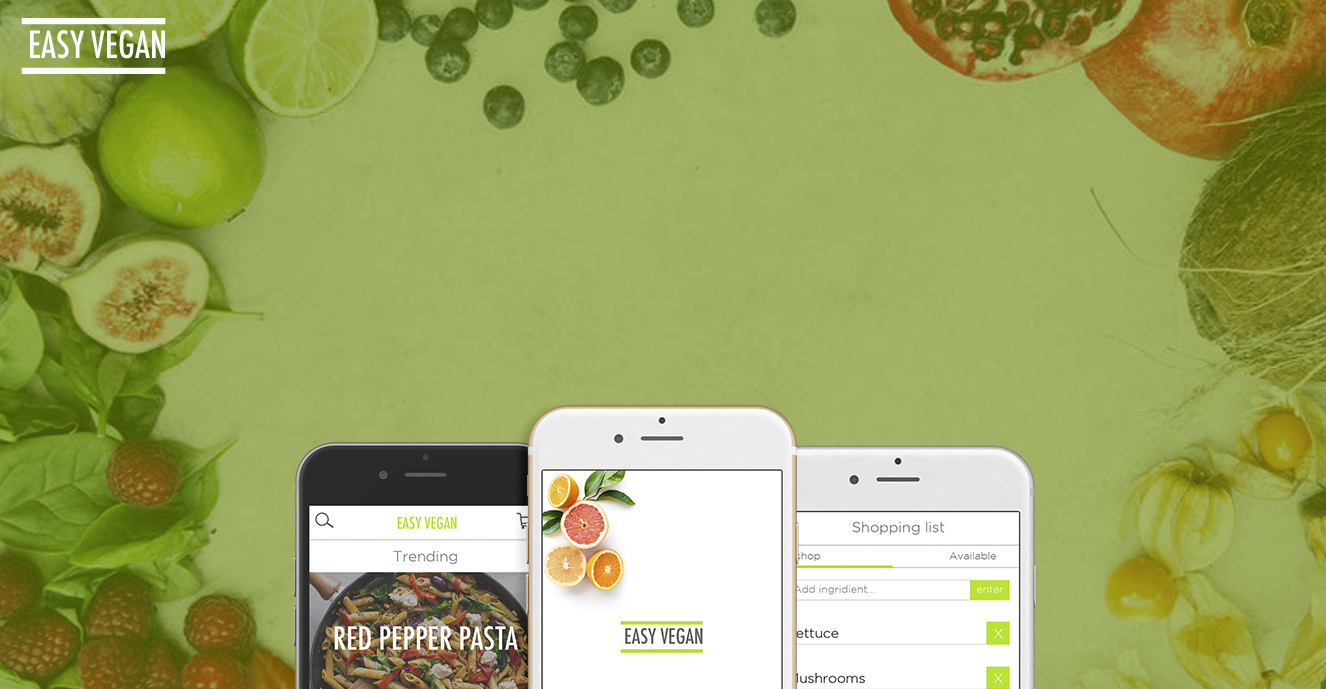 EASY VEGAN
EASY VEGAN
Trending
RED PEPPER PASTA
EASY VEGAN
Shopping list
shop
Available
Add ingridient...
enter
ettuce
X
ushrooms
X